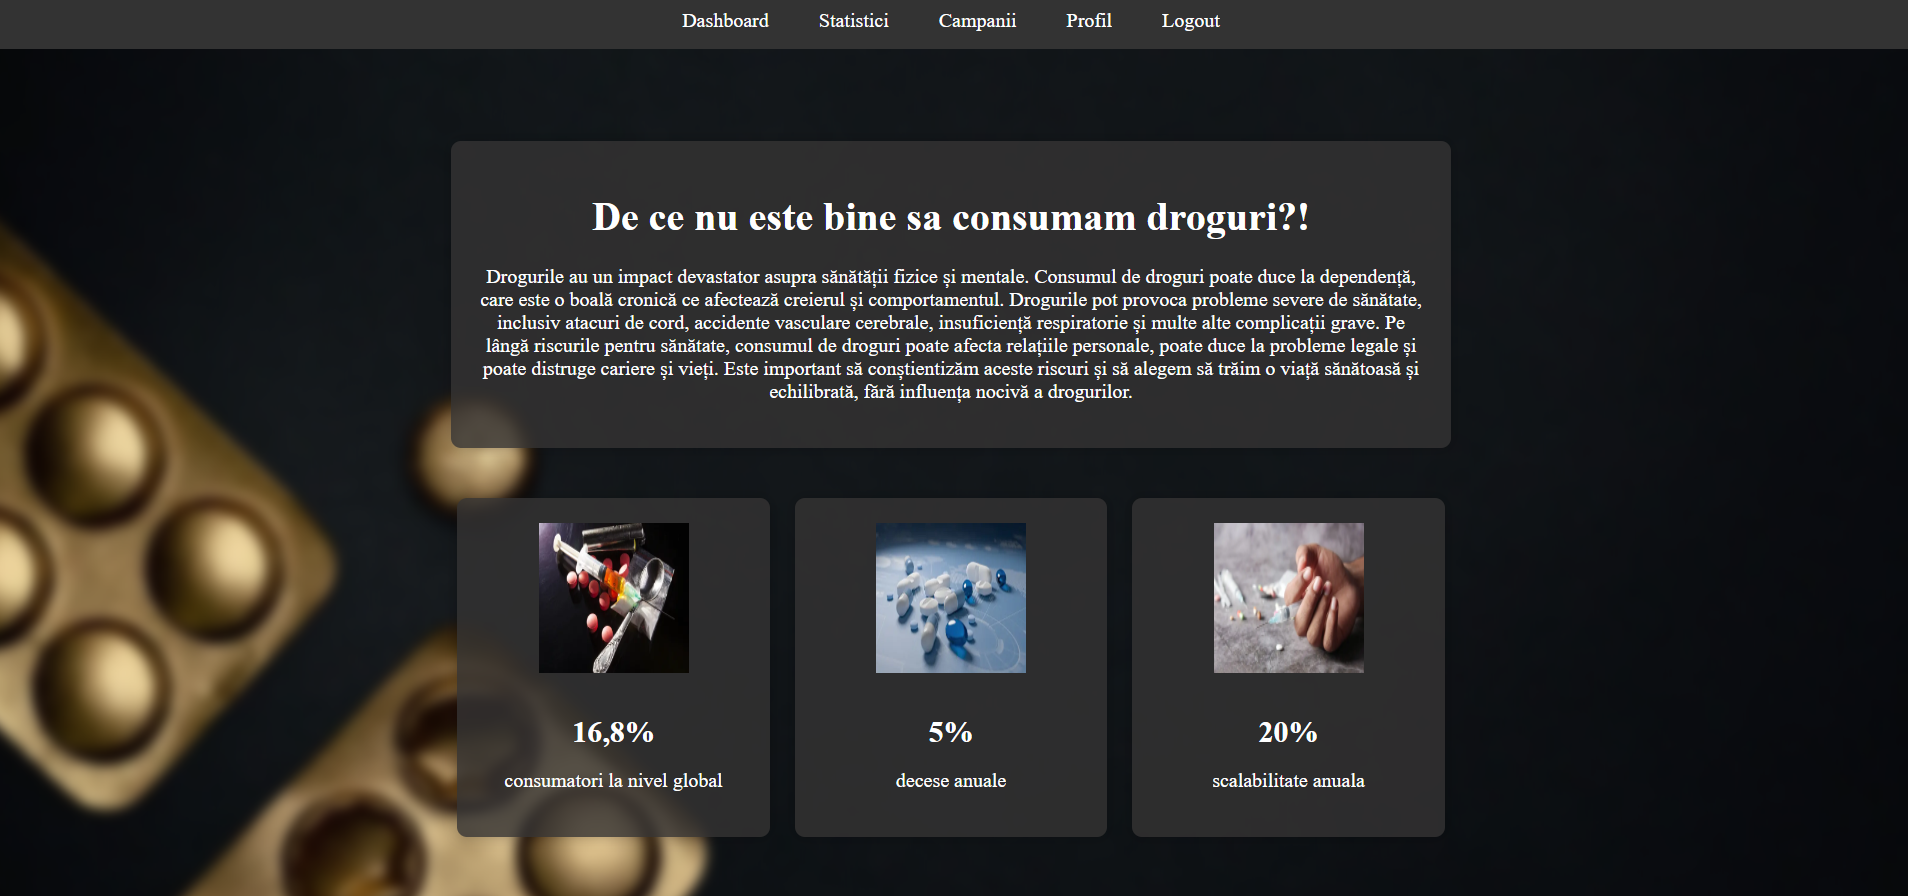 Dashboard Statistici Campanii Profil Logout
De ce nu este bine sa consumam droguri?!
Drogurile au un impact devastator asupra sănătății fizice și mentale. Consumul de droguri poate duce la dependență,
care este o boală cronică ce afectează creierul și comportamentul. Drogurile pot provoca probleme severe de sănătate,
inclusiv atacuri de cord, accidente vasculare cerebrale, insuficiență respiratorie și multe alte complicații grave. Pe
lângă riscurile pentru sănătate, consumul de droguri poate afecta relațiile personale, poate duce la probleme legale și
poate distruge cariere și vieți. Este important să conștientizăm aceste riscuri și să alegem să trăim o viață sănătoasă și
echilibrată, fără influența nocivă a drogurilor.
16,8%
consumatori la nivel global
5%
decese anuale
20%
scalabilitate anuala